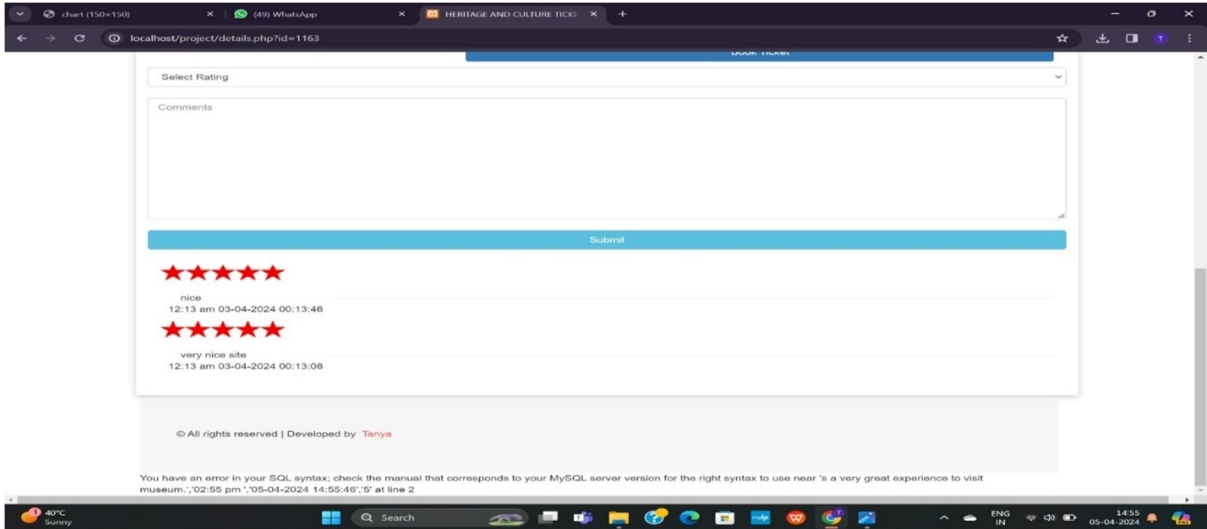 chart (150×150)
(49) WhatsApp
HERITAGE AND CULTURE TICKE
localhost/project/details.php?id=1163
T
Book Ticket
Select Rating
Comments
Submit
nice
12:13 am 03-04-2024 00:13:46
very nice site
12:13 am 03-04-2024 00:13:08
© All rights reserved | Developed by Tanya
You have an error in your SQL syntax; check the manual that corresponds to your MySQL server version for the right syntax to use near 's a very great experience to visit
museum.','02:55 pm ','05-04-2024 14:55:46','5' at line 2
1
40°C
Sunny
Search
ENG
IN
14:55
05-04-2024